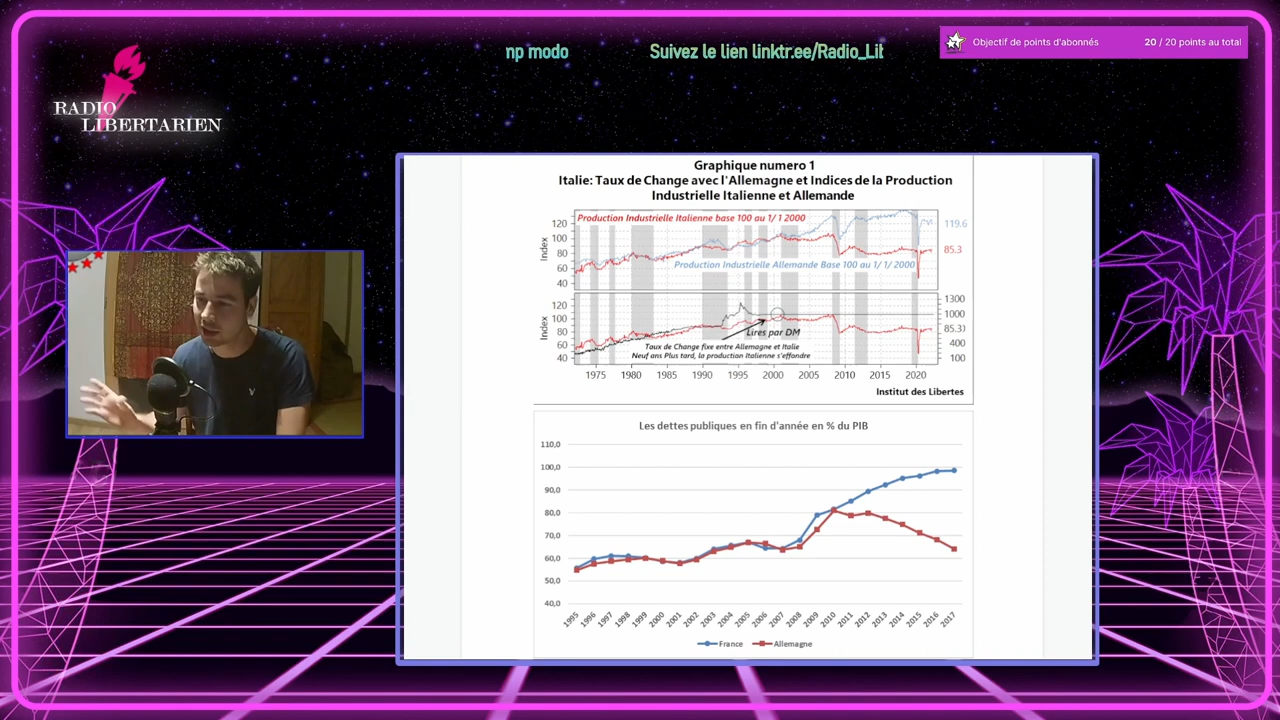 np modo
Suivez le lien linktr.ee/Radio_Lit
Objectif de points d'abonnés
20 / 20 points au total
RADIO
LIBERTARIEN
Graphique numero 1
Italie: Taux de Change avec l'Allemagne et Indices de la Production
Industrielle Italienne et Allemande
Production Industrielle Italienne base 100 au 1/ 1 2000
Production Industrielle Allemande Base 100 au 1/ 1/ 2000
Index
120
100
80
60
40
119.6
85.3
Index
120
100
80
60
40
1300
1000
85.3)
400
100
Lires par DM
Taux de Change fixe entre Allemagne et Italie
Neuf ans Plus tard, la production Italienne s'effondre
1975 1980 1985 1990 1995 2000 2005 2010 2015 2020
Institut des Libertes
Les dettes publiques en fin d'année en % du PIB
110,0
100,0
90,0
80,0
70,0
60,0
50,0
40,0
1995 1996 1997 1998 1999 2000 2001 2002 2003 2004 2005 2006 2007 2008 2009 2010 2011 2012 2013 2014 2015 2016 2017
France Allemagne